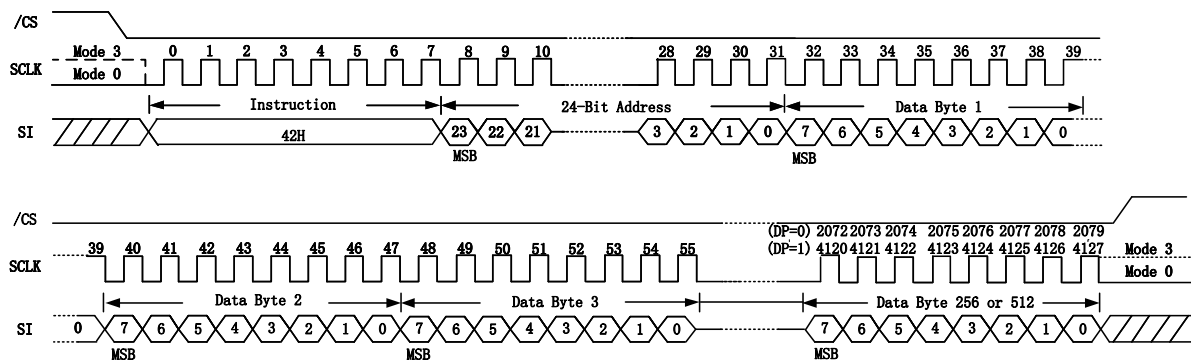 /CS
Mode 3 0 1 2 3 4 5 6 7 8 9 10 28 29 30 31 32 33 34 35 36 37 38 39
SCLK Mode 0
Instruction 24-Bit Address Data Byte 1
SI 42H 23 22 21 3 2 1 0 7 6 5 4 3 2 1 0
MSB MSB
/CS
(DP=0) 2072 2073 2074 2075 2076 2077 2078 2079
39 40 41 42 43 44 45 46 47 48 49 50 51 52 53 54 55 (DP=1) 4120 4121 4122 4123 4124 4125 4126 4127 Mode 3
SCLK Mode 0
Data Byte 2 Data Byte 3 Data Byte 256 or 512
SI 0 7 6 5 4 3 2 1 0 7 6 5 4 3 2 1 0 7 6 5 4 3 2 1 0
MSB MSB MSB